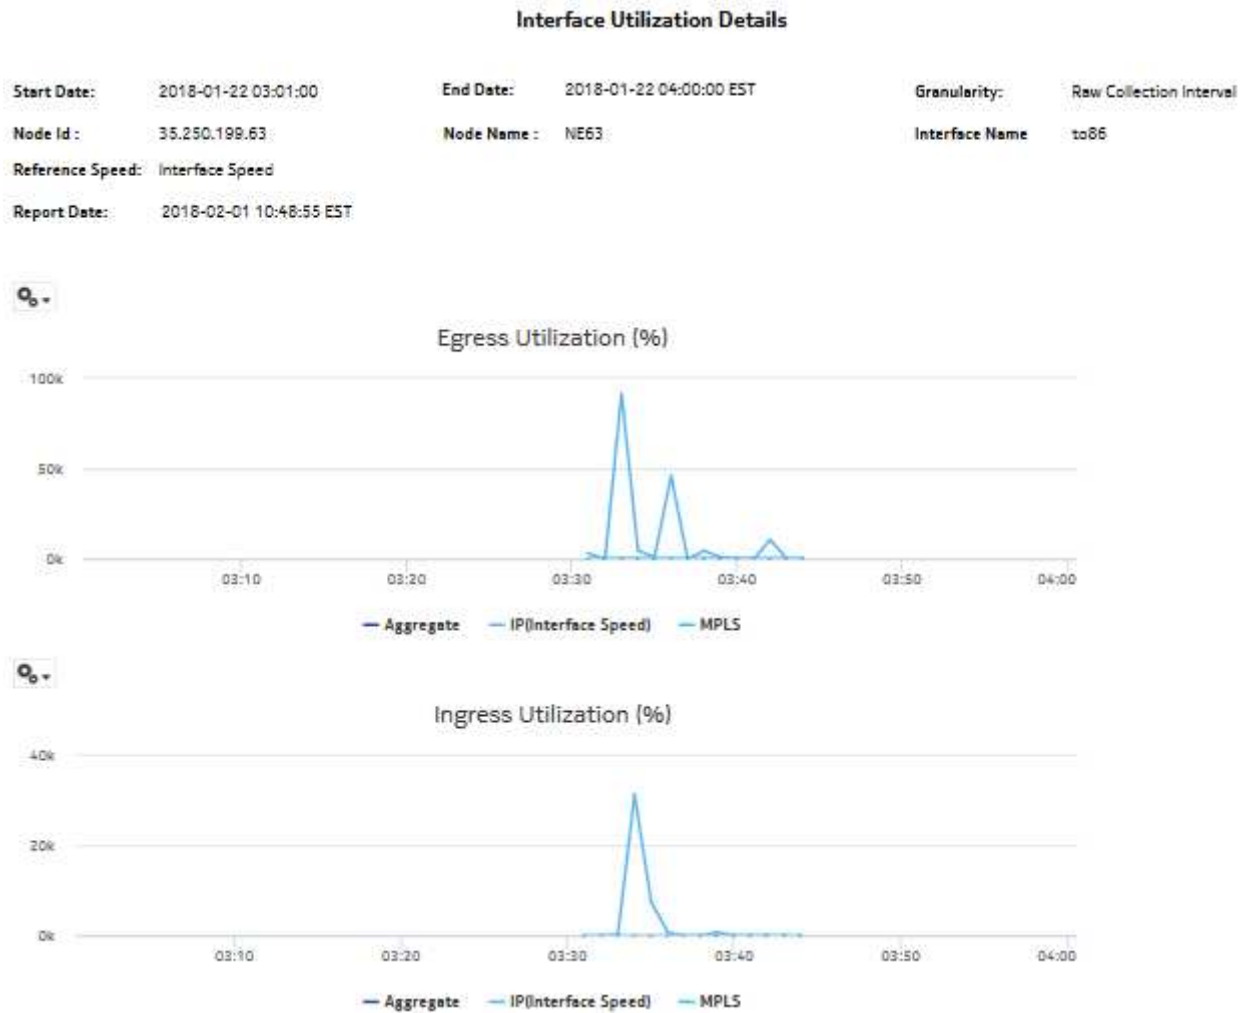 Interface Utilization Details
Start Date: 2018-01-22 03:01:00 End Date: 2018-01-22 04:00:00 EST Granularity: Raw Collection Interval
Node Id : 35.250.199.63 Node Name : NE63 Interface Name to86
Reference Speed: Interface Speed
Report Date: 2018-02-01 10:48:55 EST
Egress Utilization (%)
100k
50k
0k
03:10 03:20 03:30 03:40 03:50 04:00
Aggregate IP(Interface Speed) MPLS
Ingress Utilization (%)
40k
20k
0k
03:10 03:20 03:30 03:40 03:50 04:00
Aggregate IP(Interface Speed) MPLS